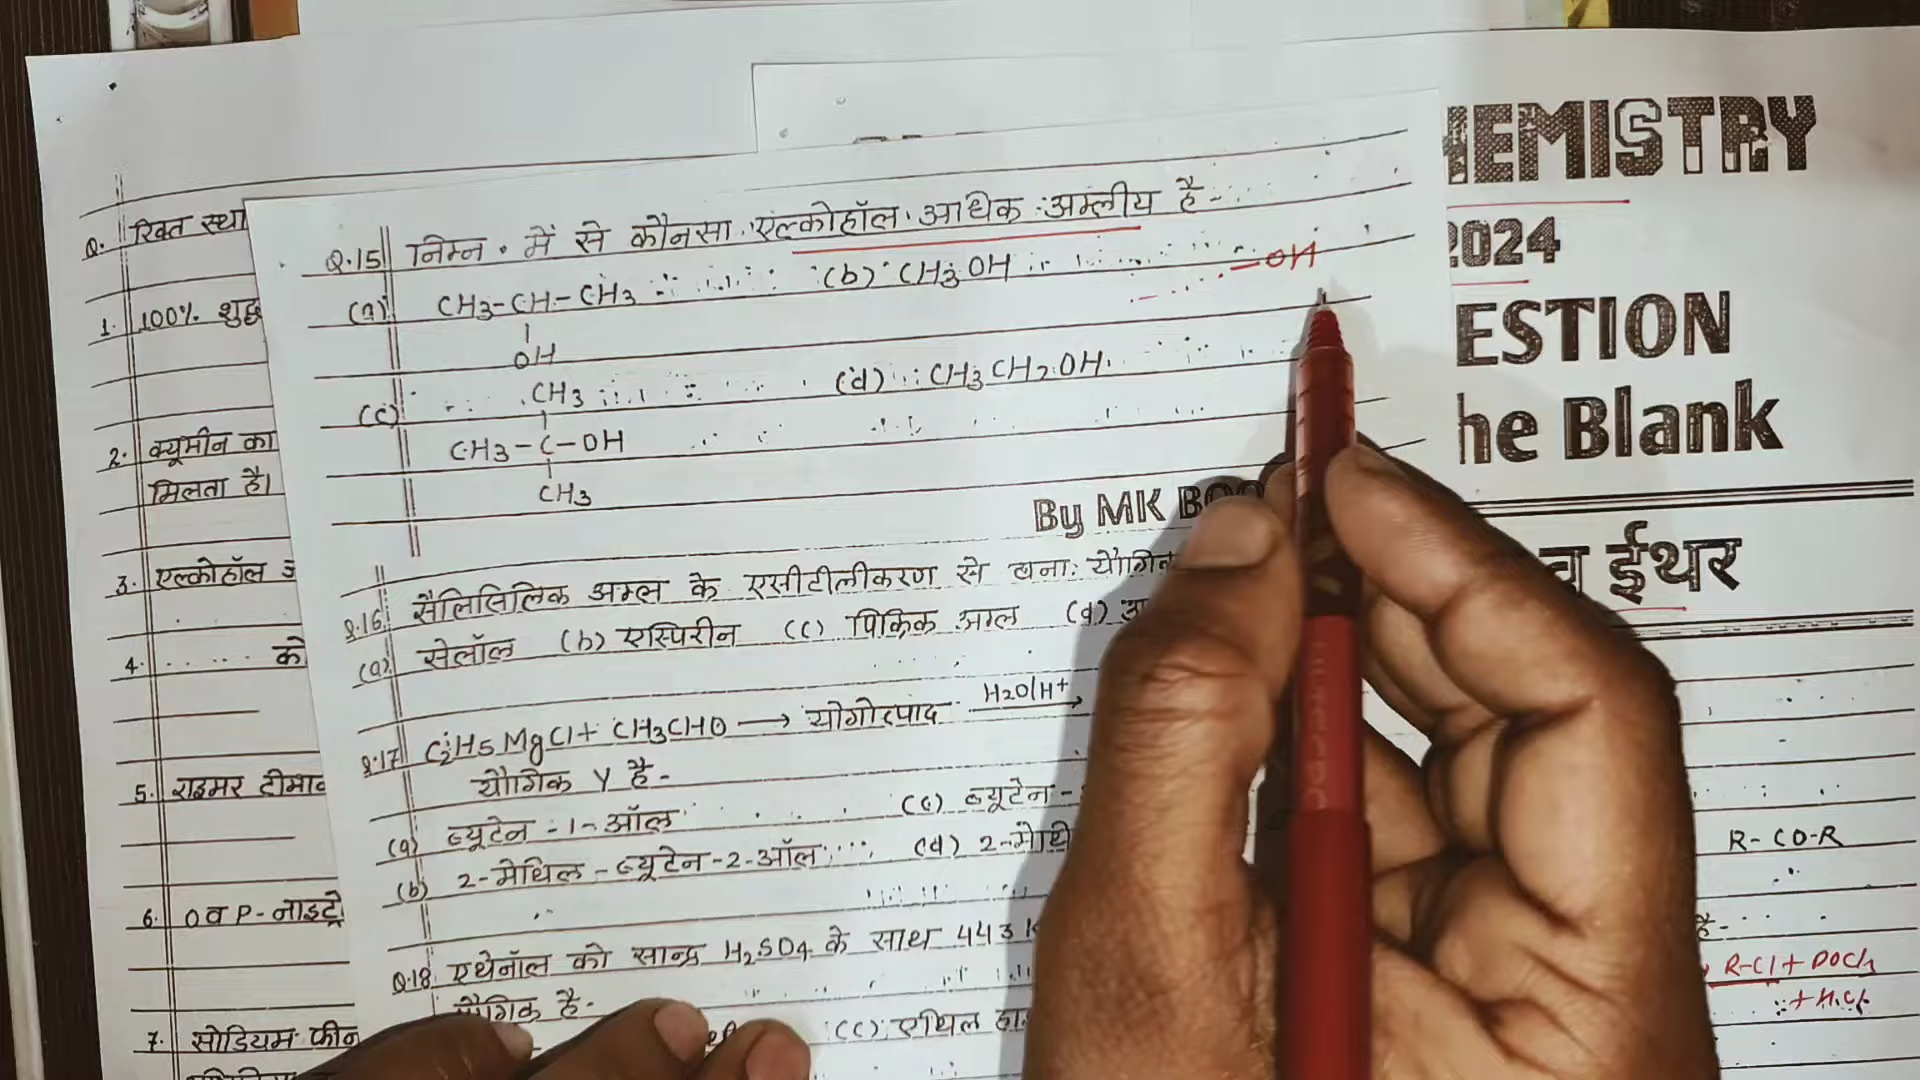 HEMISTRY
2024
ESTION
he Blank
व ईथर
By MK
Q.15 निम्न में से कौनसा एल्कोहॉल अधिक अम्लीय है-
(a) CH3-CH-CH3 (b) CH3OH
OH
-OH
(c) CH3 (d) CH3CH2OH
CH3-C-OH
CH3
Q.16 सैलिसिलिक अम्ल के एसीटीलीकरण से बना
(a) सेलॉल (b) एस्पिरीन (c) पिक्रिक अम्ल (d)
Q.17 C2H5MgCl+ CH3CHO → योगोत्पाद H2O/H+ →
यौगिक Y है-
(a) ब्यूटेन-1-ऑल (c) ब्यूटेन-
(b) 2-मेथिल-ब्यूटेन-2-ऑल (d)
Q.18 एथेनॉल को सान्द्र H2SO4 के साथ 443
है-
(c) एथिल
Q. रिक्त
1. 100%
2. क्यूमीन का
मिलता है।
3. एल्कोहॉल
4. ..... को
5. राइमर
6. O व P-
7. सोडियम
R-CO-R
है-
R-Cl+ POCl3
+ HCl